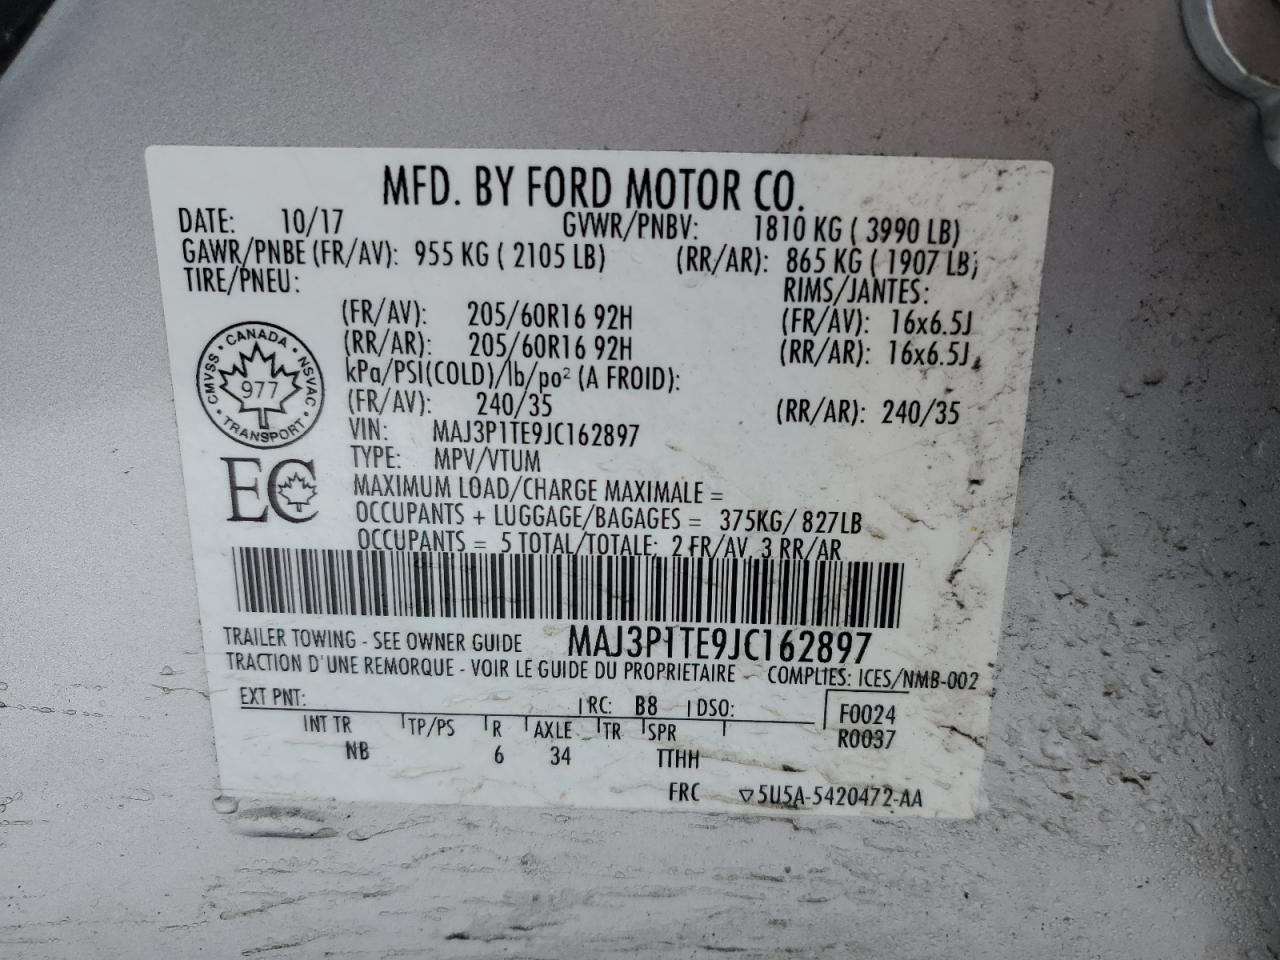 MFD. BY FORD MOTOR CO.
DATE: 10/17 GVWR/PNBV: 1810 KG ( 3990 LB)
GAWR/PNBE (FR/AV): 955 KG ( 2105 LB) (RR/AR): 865 KG ( 1907 LB)
TIRE/PNEU: RIMS/JANTES:
(FR/AV): 205/60R16 92H (FR/AV): 16x6.5J
(RR/AR): 205/60R16 92H (RR/AR): 16x6.5J
kPa/PSI(COLD)/lb/po² (A FROID):
(FR/AV): 240/35 (RR/AR): 240/35
VIN: MAJ3P1TE9JC162897
TYPE: MPV/VTUM
MAXIMUM LOAD/CHARGE MAXIMALE =
OCCUPANTS + LUGGAGE/BAGAGES = 375KG/ 827LB
OCCUPANTS = 5 TOTAL/TOTALE: 2 FR/AV, 3 RR/AR
CANADA • NSVAC • TRANSPORT • CMVSS •
977
EC
TRAILER TOWING - SEE OWNER GUIDE MAJ3P1TE9JC162897
TRACTION D'UNE REMORQUE - VOIR LE GUIDE DU PROPRIETAIRE - COMPLIES: ICES/NMB-002
EXT PNT: RC: B8 DSO: F0024
INT TR TP/PS R AXLE TR SPR R0037
NB 6 34 TTHH
FRC ▽5U5A-5420472-AA